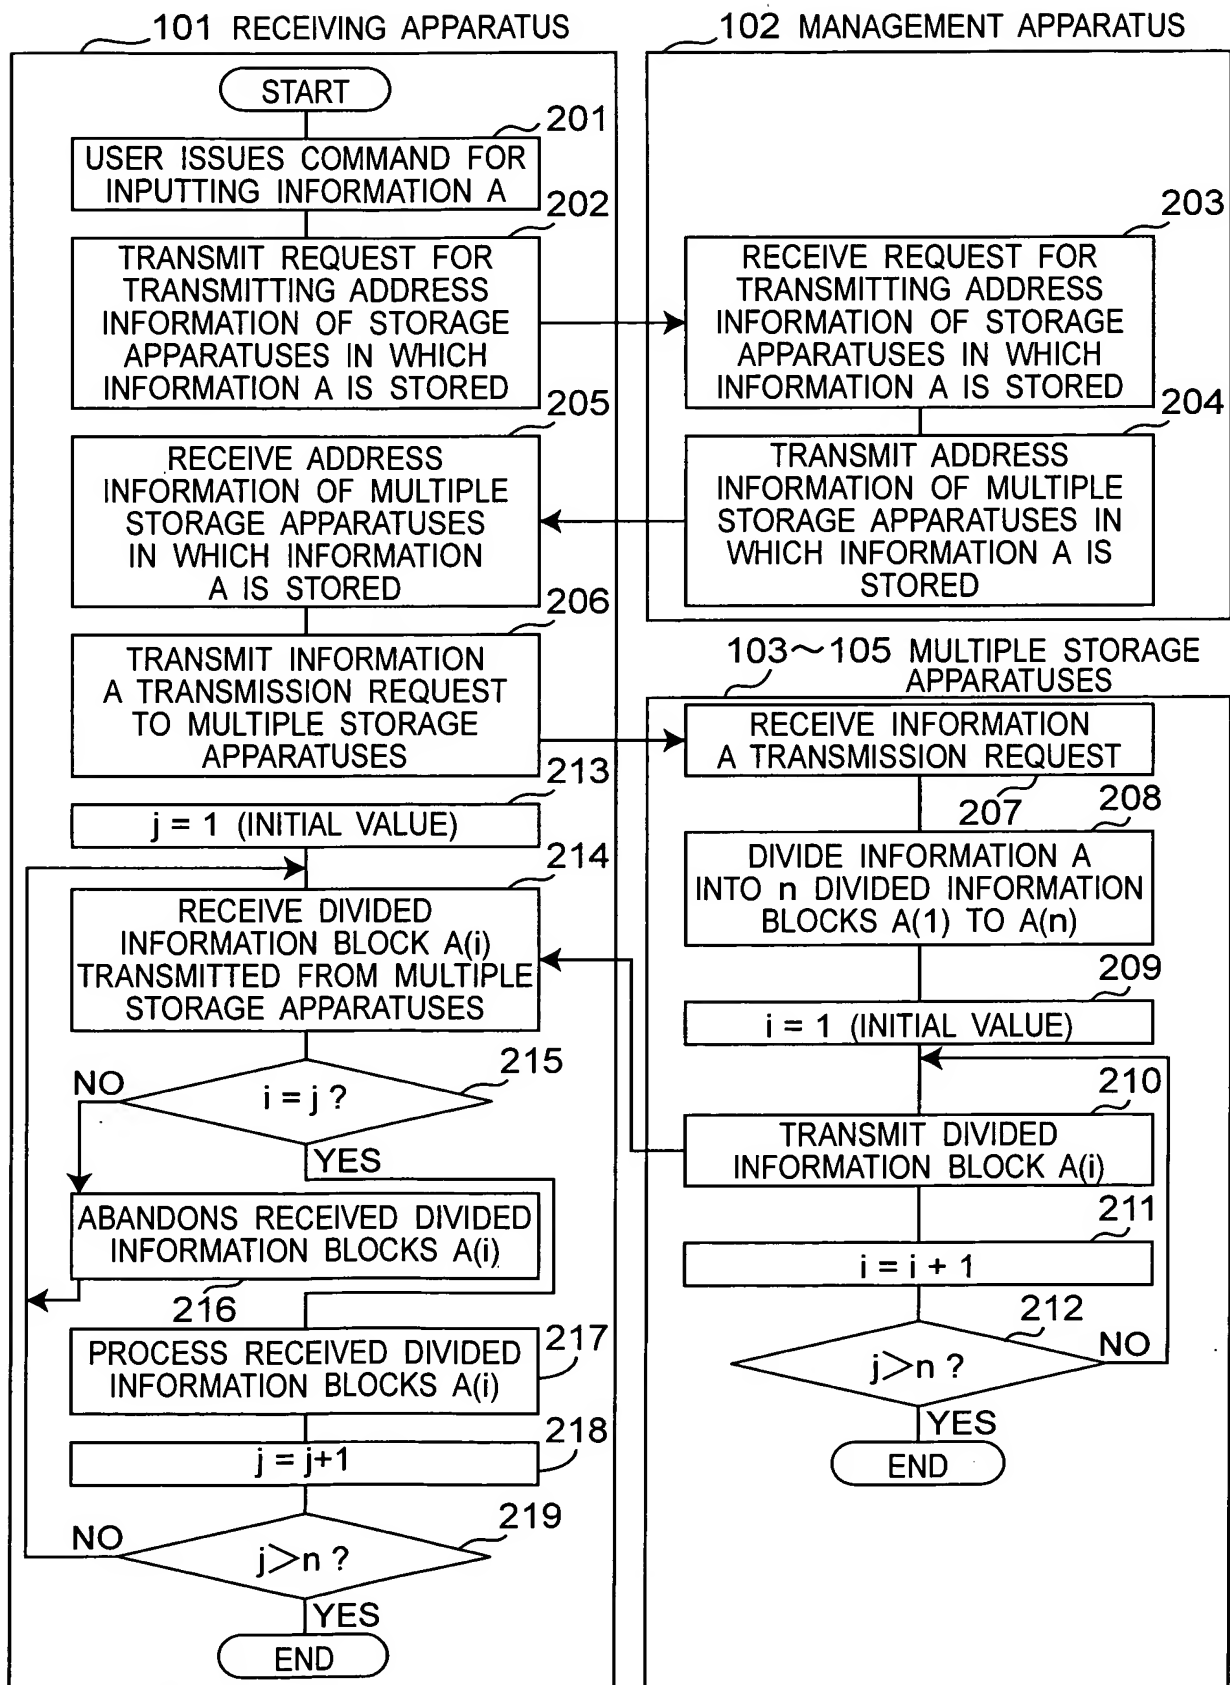 101 RECEIVING APPARATUS
START
201
USER ISSUES COMMAND FOR
INPUTTING INFORMATION A
202
TRANSMIT REQUEST FOR
TRANSMITTING ADDRESS
INFORMATION OF STORAGE
APPARATUSES IN WHICH
INFORMATION A IS STORED
205
RECEIVE ADDRESS
INFORMATION OF MULTIPLE
STORAGE APPARATUSES
IN WHICH INFORMATION
A IS STORED
206
TRANSMIT INFORMATION
A TRANSMISSION REQUEST
TO MULTIPLE STORAGE
APPARATUSES
213
j = 1 (INITIAL VALUE)
214
RECEIVE DIVIDED
INFORMATION BLOCK A(i)
TRANSMITTED FROM MULTIPLE
STORAGE APPARATUSES
215
NO
i = j ?
YES
ABANDONS RECEIVED DIVIDED
INFORMATION BLOCKS A(i)
216
217
PROCESS RECEIVED DIVIDED
INFORMATION BLOCKS A(i)
218
j = j+1
219
NO
j>n ?
YES
END
102 MANAGEMENT APPARATUS
203
RECEIVE REQUEST FOR
TRANSMITTING ADDRESS
INFORMATION OF STORAGE
APPARATUSES IN WHICH
INFORMATION A IS STORED
204
TRANSMIT ADDRESS
INFORMATION OF MULTIPLE
STORAGE APPARATUSES IN
WHICH INFORMATION A IS
STORED
103～105 MULTIPLE STORAGE
APPARATUSES
RECEIVE INFORMATION
A TRANSMISSION REQUEST
207
208
DIVIDE INFORMATION A
INTO n DIVIDED INFORMATION
BLOCKS A(1) TO A(n)
209
i = 1 (INITIAL VALUE)
210
TRANSMIT DIVIDED
INFORMATION BLOCK A(i)
211
i = i + 1
212
j>n ?
NO
YES
END